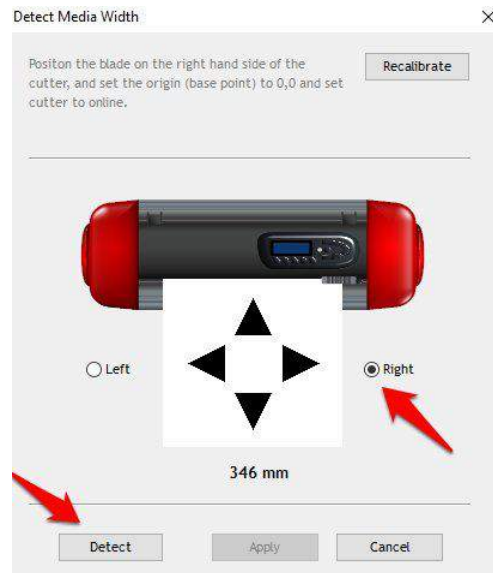 Detect Media Width
Positon the blade on the right hand side of the
cutter, and set the origin (base point) to 0,0 and set
cutter to online.
Recalibrate
Left
Right
346 mm
Detect
Apply
Cancel